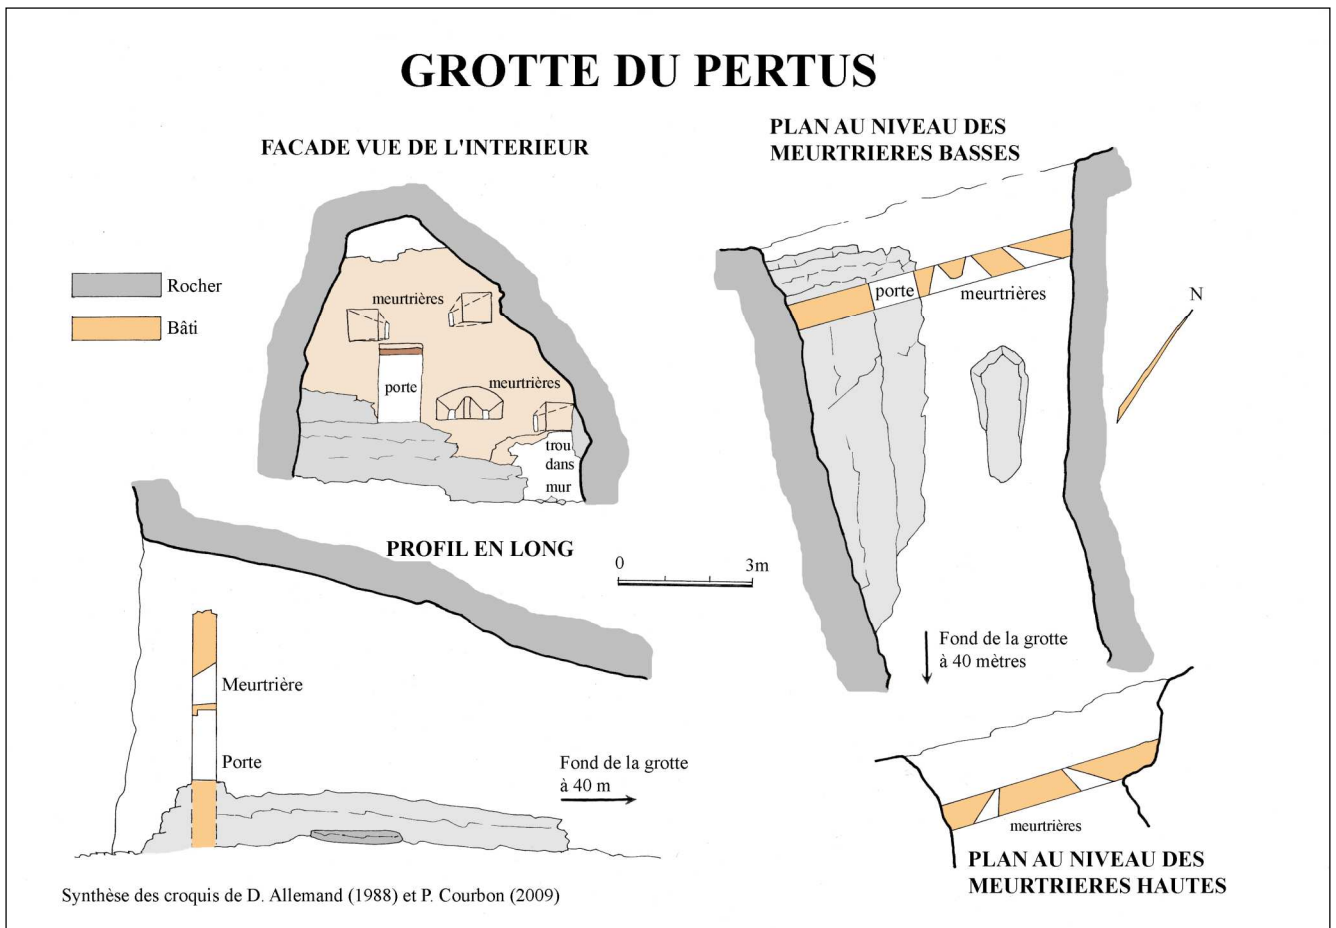 GROTTE DU PERTUS
FACADE VUE DE L'INTERIEUR
PLAN AU NIVEAU DES
MEURTRIERES BASSES
Rocher
Bâti
meurtrières
porte
meurtrières
trou
dans
mur
porte
meurtrières
N
PROFIL EN LONG
0 3m
Meurtrière
Porte
Fond de la grotte
à 40 m
Fond de la grotte
à 40 mètres
meurtrières
PLAN AU NIVEAU DES
MEURTRIERES HAUTES
Synthèse des croquis de D. Allemand (1988) et P. Courbon (2009)